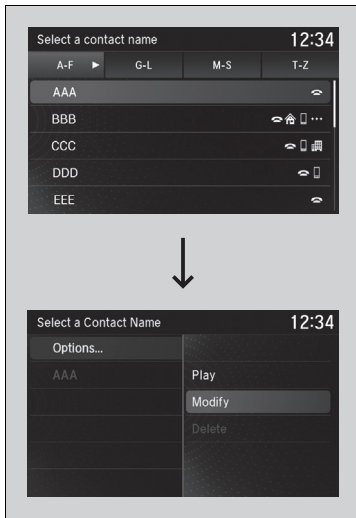 Select a contact name 12:34
A-F G-L M-S T-Z
AAA
BBB
CCC
DDD
EEE
Select a Contact Name 12:34
Options...
AAA
Play
Modify
Delete